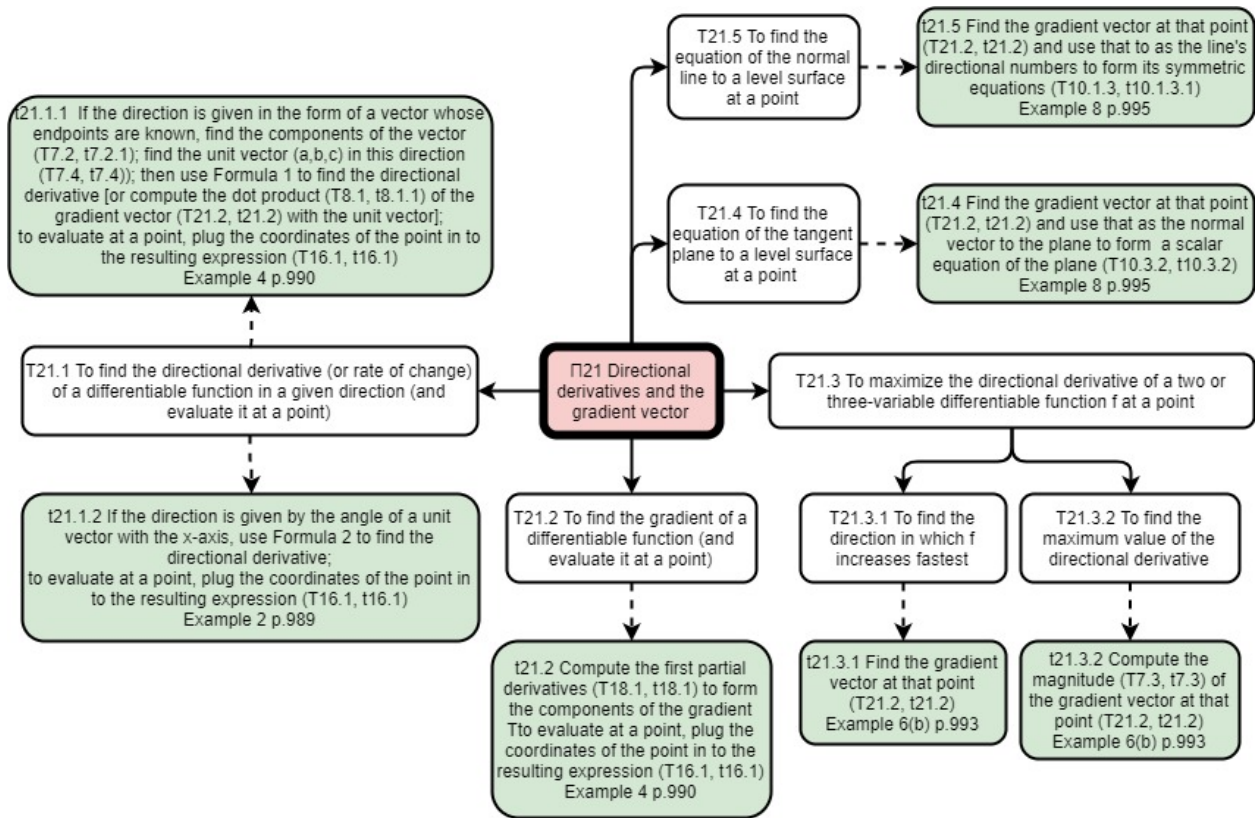 T21.5 To find the
equation of the normal
line to a level surface
at a point
t21.5 Find the gradient vector at that point
(T21.2, t21.2) and use that to as the line's
directional numbers to form its symmetric
equations (T10.1.3, t10.1.3.1)
Example 8 p.995
t21.1.1 If the direction is given in the form of a vector whose
endpoints are known, find the components of the vector
(T7.2, t7.2.1); find the unit vector (a,b,c) in this direction
(T7.4, t7.4)); then use Formula 1 to find the directional
derivative [or compute the dot product (T8.1, t8.1.1) of the
gradient vector (T21.2, t21.2) with the unit vector];
to evaluate at a point, plug the coordinates of the point in to
the resulting expression (T16.1, t16.1)
Example 4 p.990
T21.4 To find the
equation of the tangent
plane to a level surface
at a point
t21.4 Find the gradient vector at that point
(T21.2, t21.2) and use that as the normal
vector to the plane to form a scalar
equation of the plane (T10.3.2, t10.3.2)
Example 8 p.995
T21.1 To find the directional derivative (or rate of change)
of a differentiable function in a given direction (and
evaluate it at a point)
П21 Directional
derivatives and the
gradient vector
T21.3 To maximize the directional derivative of a two or
three-variable differentiable function f at a point
t21.1.2 If the direction is given by the angle of a unit
vector with the x-axis, use Formula 2 to find the
directional derivative;
to evaluate at a point, plug the coordinates of the point in
to the resulting expression (T16.1, t16.1)
Example 2 p.989
T21.2 To find the gradient of a
differentiable function (and
evaluate it at a point)
T21.3.1 To find the
direction in which f
increases fastest
T21.3.2 To find the
maximum value of the
directional derivative
t21.2 Compute the first partial
derivatives (T18.1, t18.1) to form
the components of the gradient
Tto evaluate at a point, plug the
coordinates of the point in to the
resulting expression (T16.1, t16.1)
Example 4 p.990
t21.3.1 Find the gradient
vector at that point
(T21.2, t21.2)
Example 6(b) p.993
t21.3.2 Compute the
magnitude (T7.3, t7.3) of
the gradient vector at that
point (T21.2, t21.2)
Example 6(b) p.993